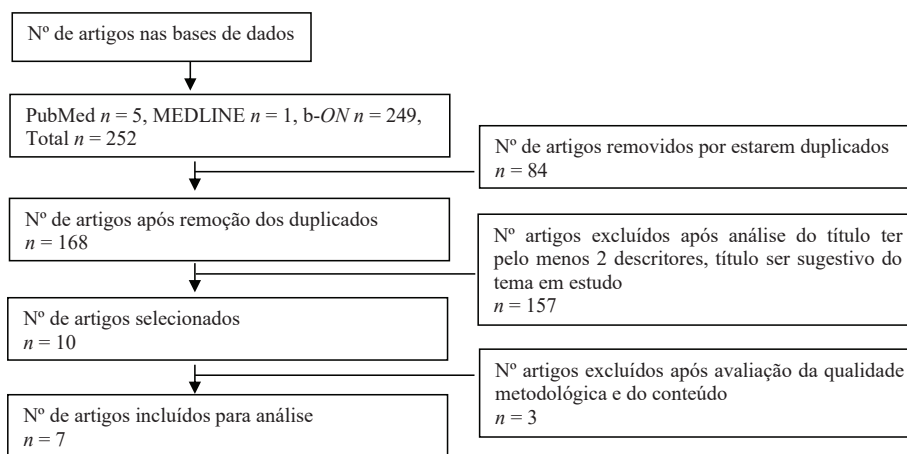 Nº de artigos nas bases de dados
PubMed n = 5, MEDLINE n = 1, b-ON n = 249,
Total n = 252
Nº de artigos removidos por estarem duplicados
n = 84
Nº de artigos após remoção dos duplicados
n = 168
Nº artigos excluídos após análise do título ter
pelo menos 2 descritores, título ser sugestivo do
tema em estudo
n = 157
Nº de artigos selecionados
n = 10
Nº artigos excluídos após avaliação da qualidade
metodológica e do conteúdo
n = 3
Nº de artigos incluídos para análise
n = 7